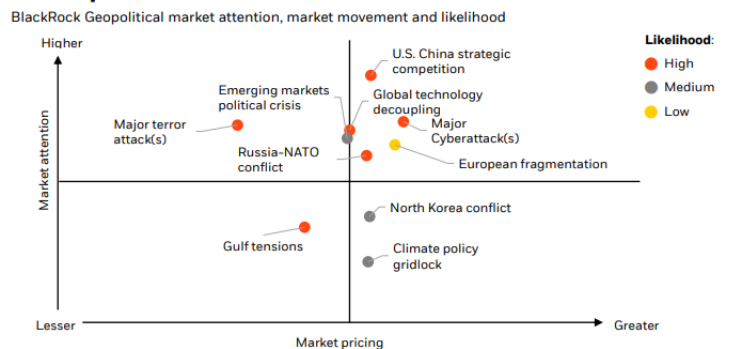 BlackRock Geopolitical market attention, market movement and likelihood
Higher
Likelihood:
High
Medium
Low
U.S. China strategic
competition
Emerging markets
political crisis
Global technology
decoupling
Major terror
attack(s)
Major
Cyberattack(s)
Russia-NATO
conflict
European fragmentation
Market attention
North Korea conflict
Gulf tensions
Climate policy
gridlock
Lesser
Greater
Market pricing